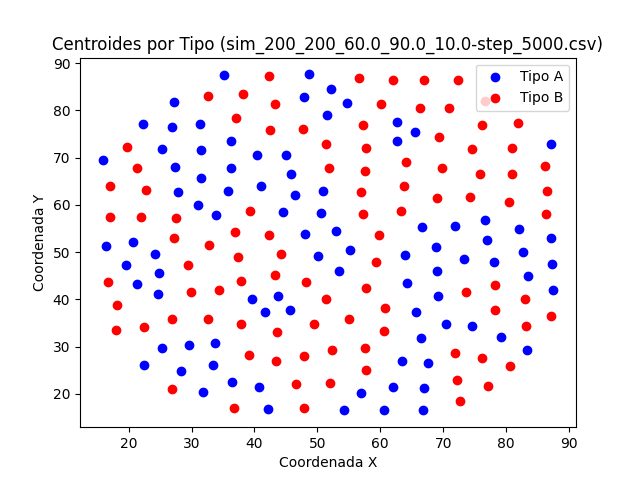 Centroides por Tipo (sim_200_200_60.0_90.0_10.0-step_5000.csv)
Tipo A
Tipo B
90
80
70
60
50
40
30
20
Coordenada Y
20 30 40 50 60 70 80 90
Coordenada X